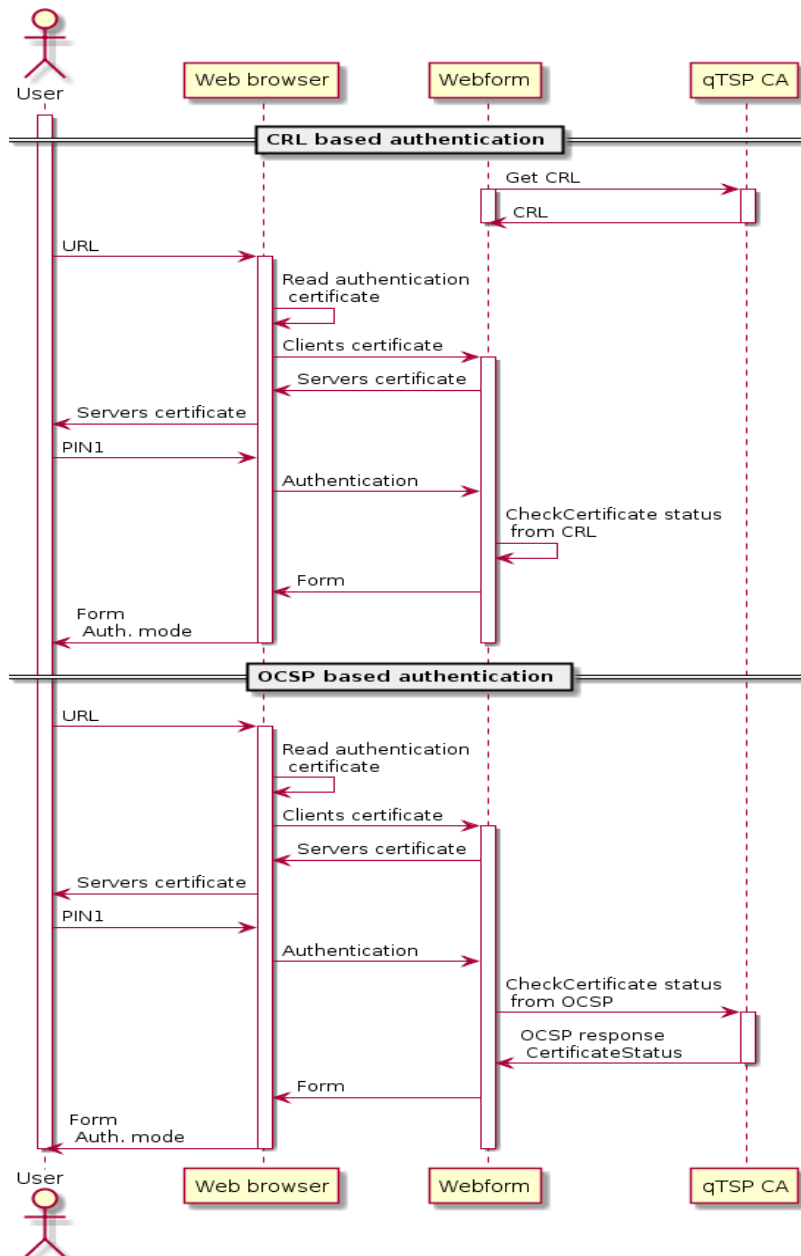 User
Web browser
Webform
qTSP CA
CRL based authentication
Get CRL
CRL
URL
Read authentication
certificate
Clients certificate
Servers certificate
Servers certificate
PIN1
Authentication
CheckCertificate status
from CRL
Form
Form
Auth. mode
OCSP based authentication
URL
Read authentication
certificate
Clients certificate
Servers certificate
Servers certificate
PIN1
Authentication
CheckCertificate status
from OCSP
OCSP response
CertificateStatus
Form
Form
Auth. mode
User
Web browser
Webform
qTSP CA